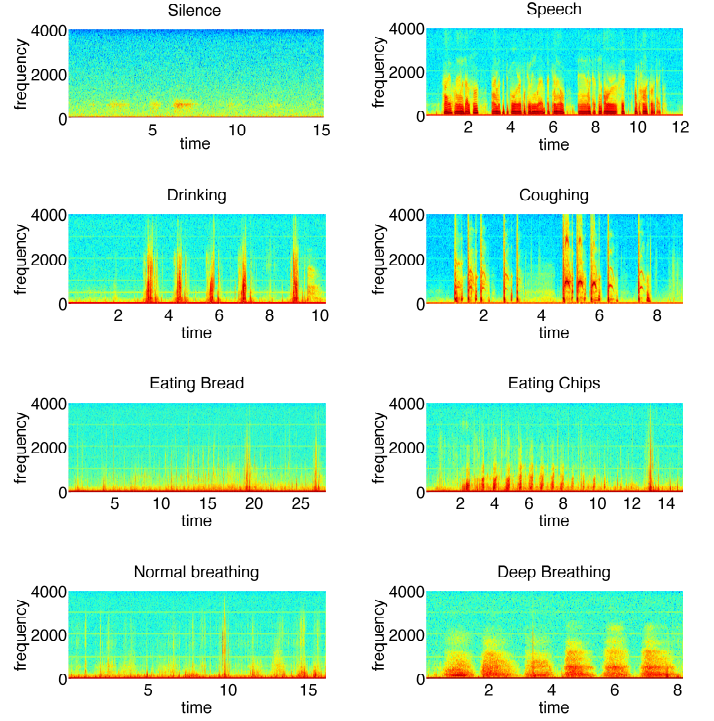 Silence
frequency
4000
2000
0
5
10
15
time
Speech
frequency
4000
2000
0
2
4
6
8
10
12
time
Drinking
frequency
4000
2000
0
2
4
6
8
10
time
Coughing
frequency
4000
2000
0
2
4
6
8
time
Eating Bread
frequency
4000
2000
0
5
10
15
20
25
time
Eating Chips
frequency
4000
2000
0
2
4
6
8
10
12
14
time
Normal breathing
frequency
4000
2000
0
5
10
15
time
Deep Breathing
frequency
4000
2000
0
2
4
6
8
time